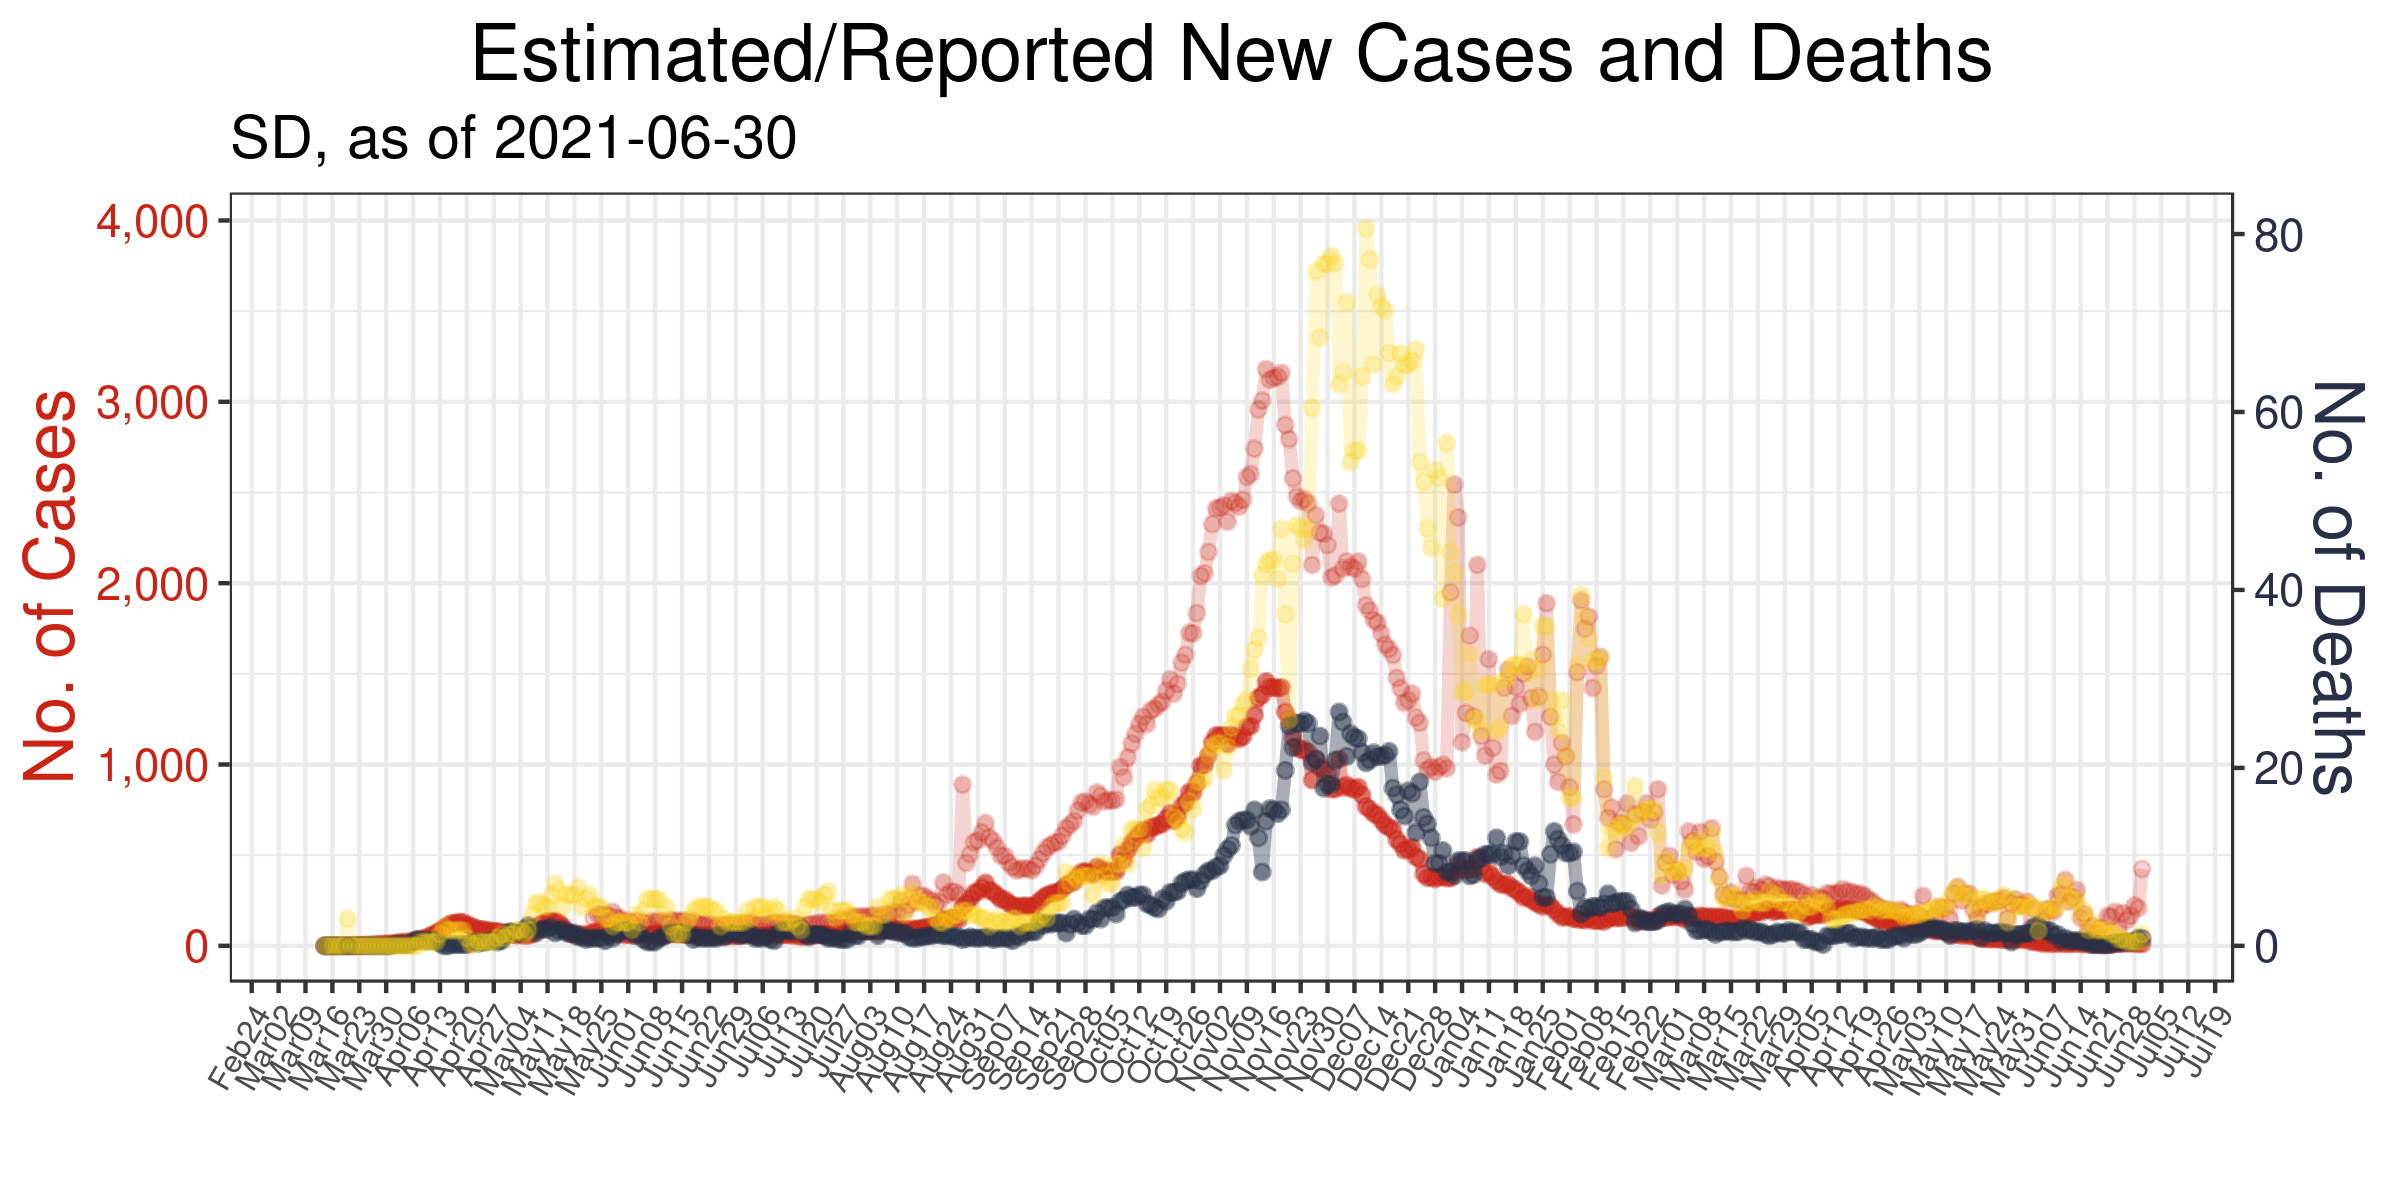 Estimated/Reported New Cases and Deaths
SD, as of 2021-06-30
No. of Cases
4,000
3,000
2,000
1,000
0
80
60
40
20
0
No. of Deaths
Feb24
Mar02
Mar09
Mar16
Mar23
Mar30
Apr06
Apr13
Apr20
Apr27
May04
May11
May18
May25
Jun01
Jun08
Jun15
Jun22
Jun29
Jul06
Jul13
Jul20
Jul27
Aug03
Aug10
Aug17
Aug24
Aug31
Sep07
Sep14
Sep21
Sep28
Oct05
Oct12
Oct19
Oct26
Nov02
Nov09
Nov16
Nov23
Nov30
Dec07
Dec14
Dec21
Dec28
Jan04
Jan11
Jan18
Jan25
Feb01
Feb08
Feb15
Feb22
Mar01
Mar08
Mar15
Mar22
Mar29
Apr05
Apr12
Apr19
Apr26
May03
May10
May17
May24
May31
Jun07
Jun14
Jun21
Jun28
Jul05
Jul12
Jul19